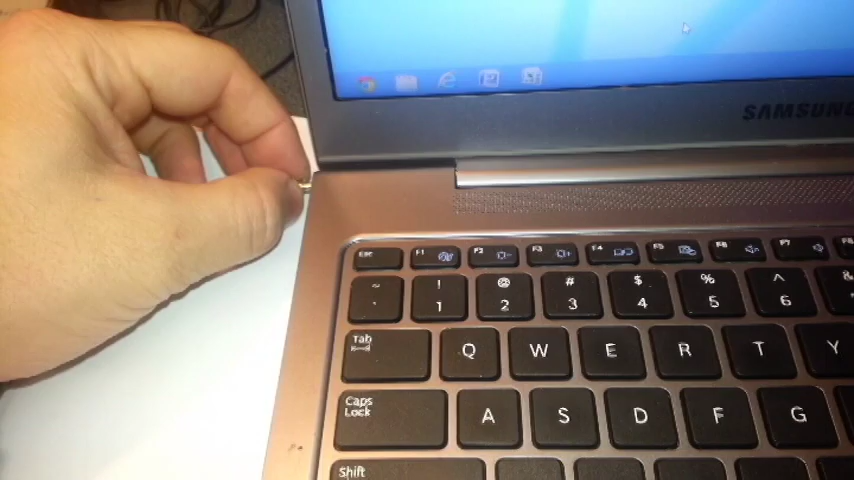 SAMSUNG
Esc F1 F2 F3 F4 F5 F6 F7 F8
~ ! @ # $ % ^ &
` 1 2 3 4 5 6
Tab Q W E R T Y
Caps
Lock A S D F G
Shift